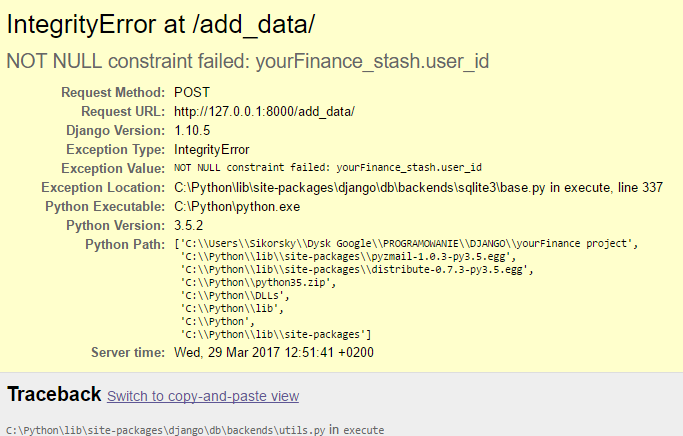 IntegrityError at /add_data/
NOT NULL constraint failed: yourFinance_stash.user_id
Request Method: POST
Request URL: http://127.0.0.1:8000/add_data/
Django Version: 1.10.5
Exception Type: IntegrityError
Exception Value: NOT NULL constraint failed: yourFinance_stash.user_id
Exception Location: C:\Python\lib\site-packages\django\db\backends\sqlite3\base.py in execute, line 337
Python Executable: C:\Python\python.exe
Python Version: 3.5.2
Python Path: ['C:\\Users\\Sikorsky\\Dysk Google\\PROGRAMOWANIE\\DJANGO\\yourFinance project',
'C:\\Python\\lib\\site-packages\\pyzmail-1.0.3-py3.5.egg',
'C:\\Python\\lib\\site-packages\\distribute-0.7.3-py3.5.egg',
'C:\\Python\\python35.zip',
'C:\\Python\\DLLs',
'C:\\Python\\lib',
'C:\\Python',
'C:\\Python\\lib\\site-packages']
Server time: Wed, 29 Mar 2017 12:51:41 +0200
Traceback Switch to copy-and-paste view
C:\Python\lib\site-packages\django\db\backends\utils.py in execute